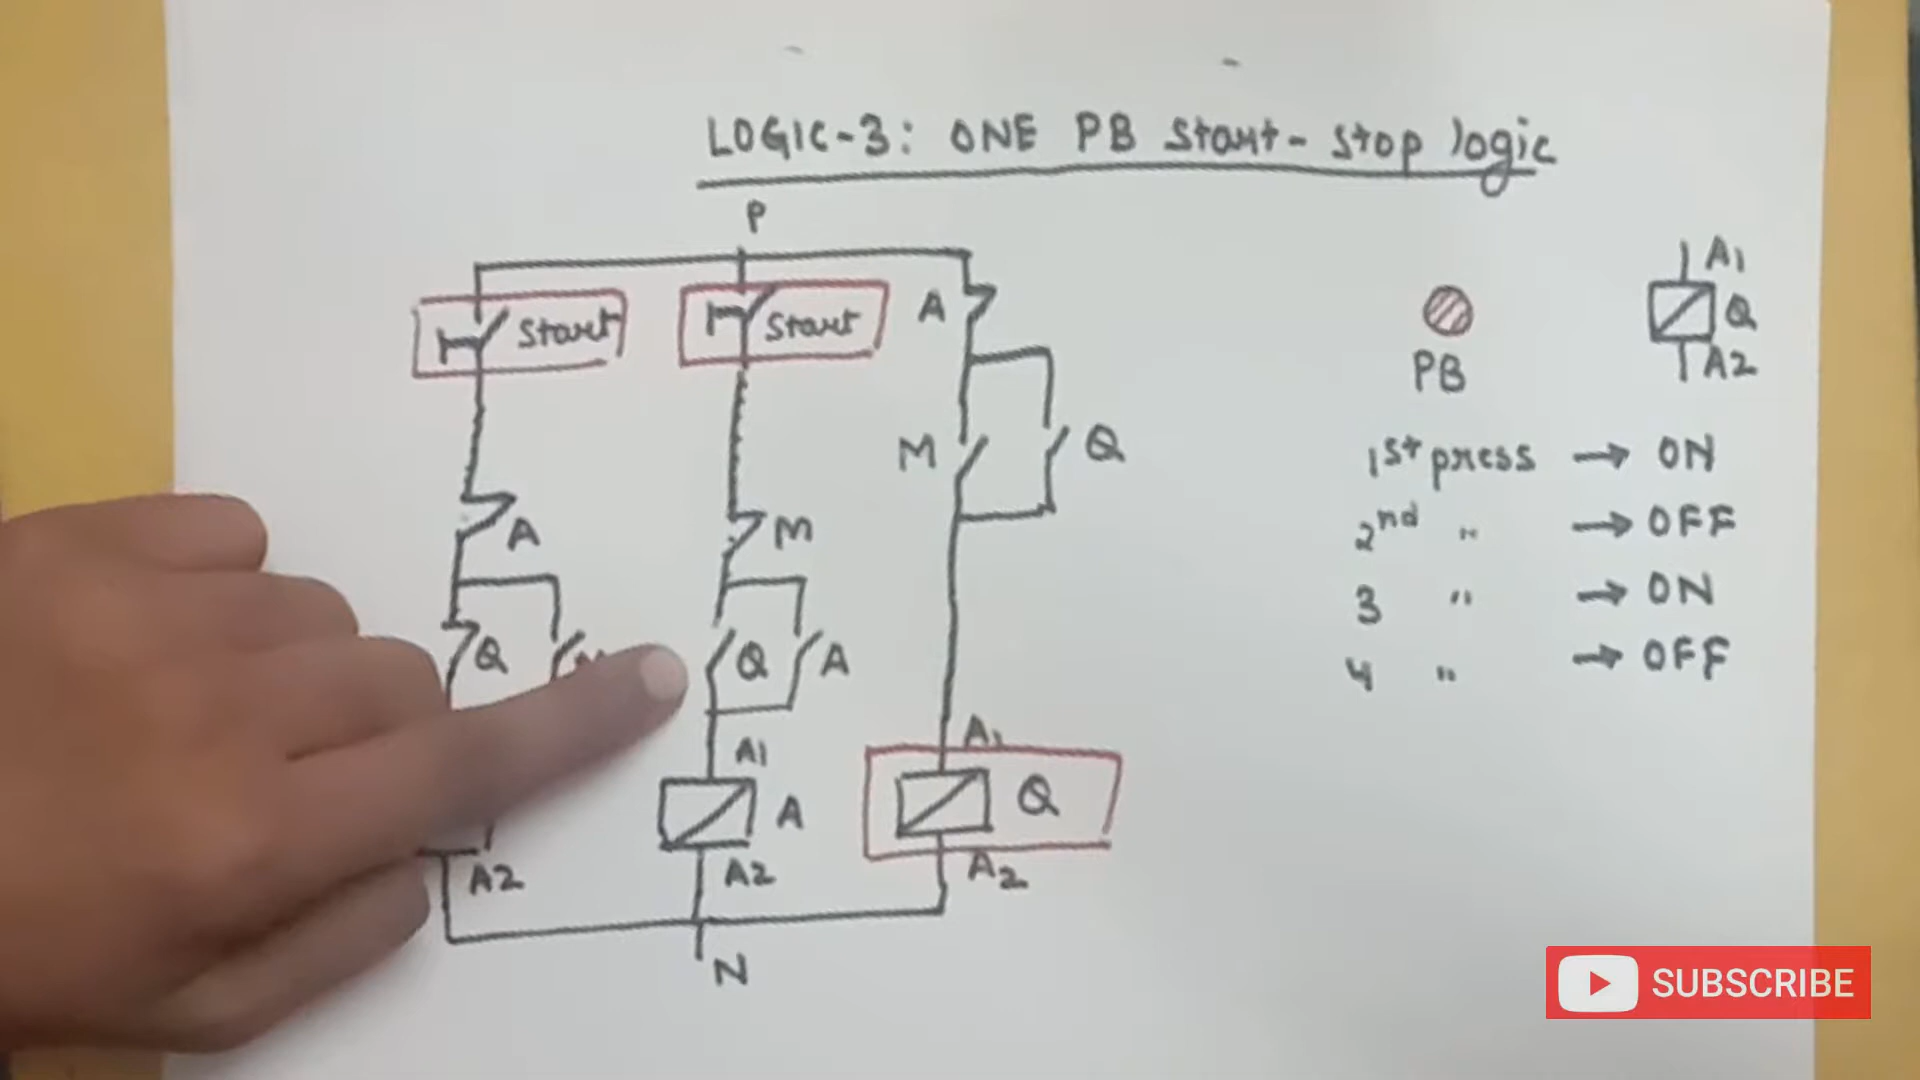 LOGIC-3: ONE PB Start-Stop logic
P
Start
Start
A
M
Q
A
M
Q
Q
A
A1
A
A2
A1
Q
A2
A2
N
PB
A1
Q
A2
1st press → ON
2nd " → OFF
3 " → ON
4 " → OFF
SUBSCRIBE